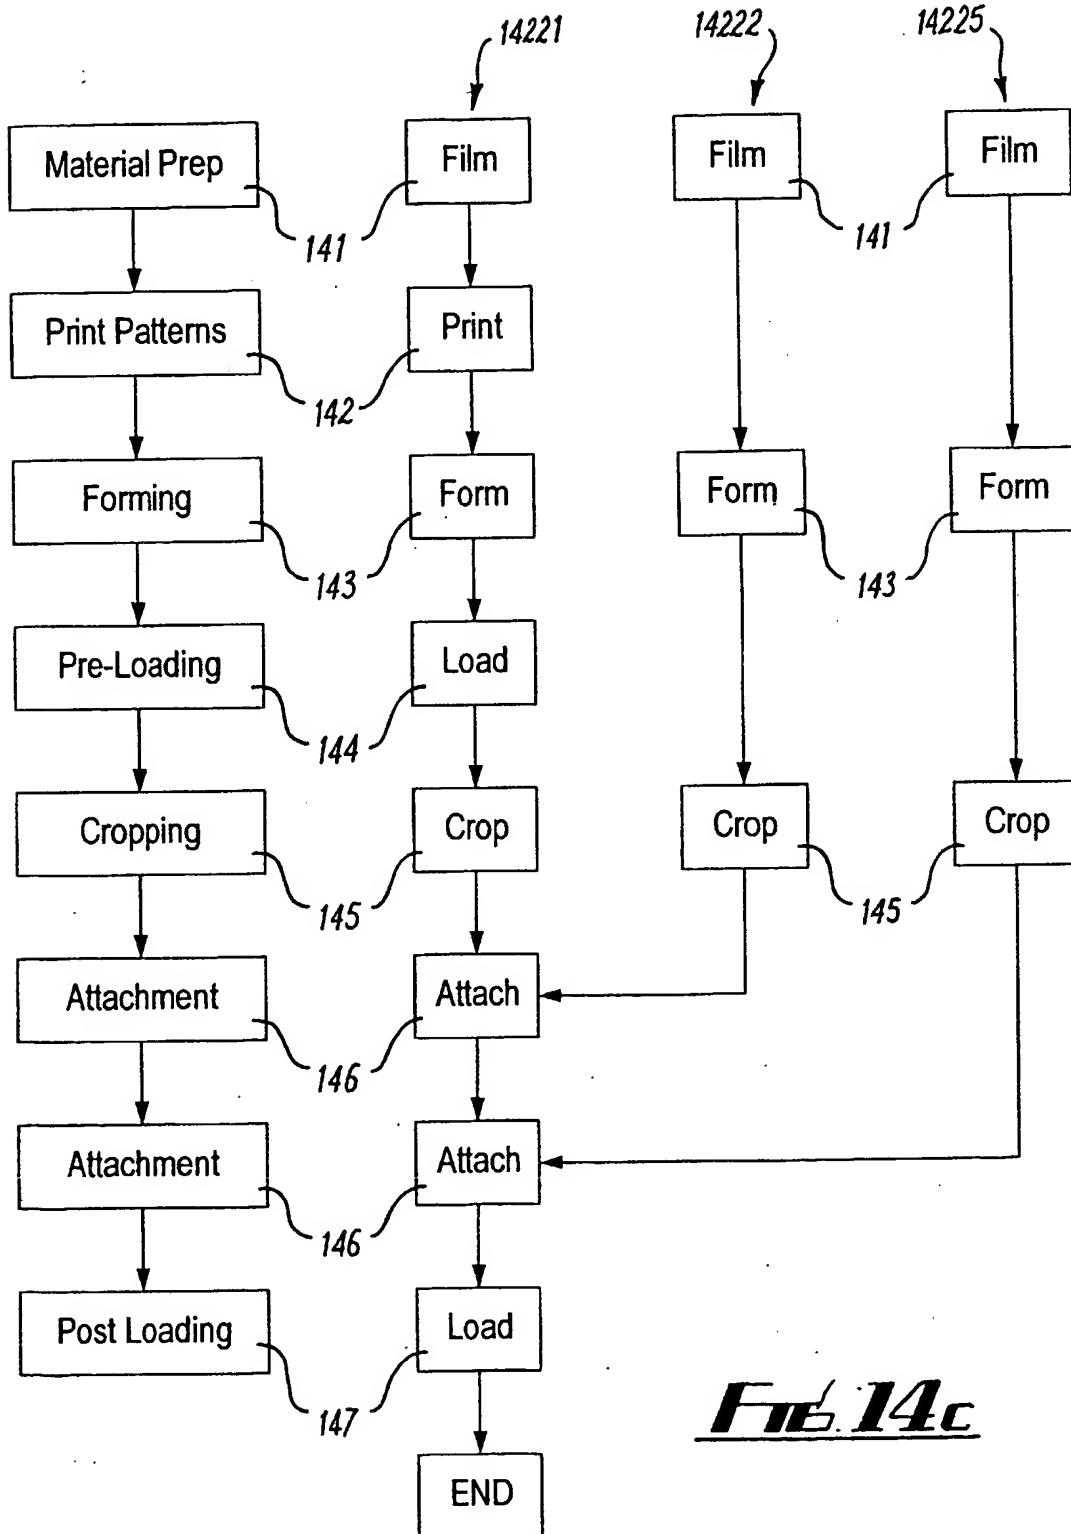 14221 14222 14225
Material Prep Film Film Film
141 141
Print Patterns Print
142
Forming Form Form Form
143 143
Pre-Loading Load
144
Cropping Crop Crop Crop
145 145
Attachment Attach
146
Attachment Attach
146
Post Loading Load
147
FIG. 14c
END